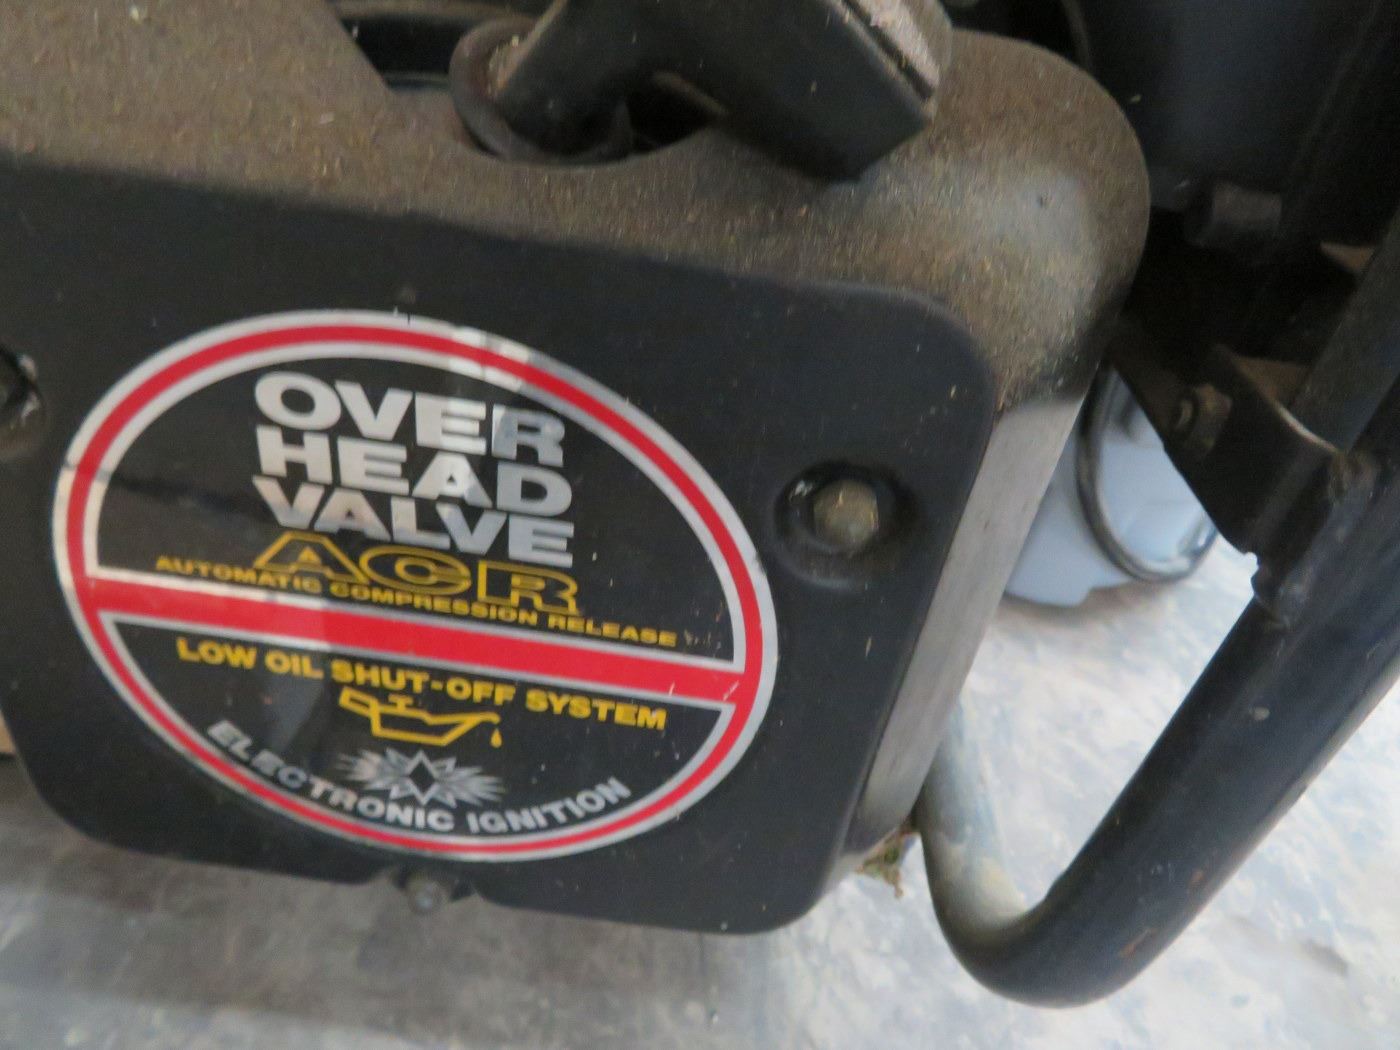 OVER
HEAD
VALVE
ACR
AUTOMATIC COMPRESSION RELEASE
LOW OIL SHUT-OFF SYSTEM
ELECTRONIC IGNITION